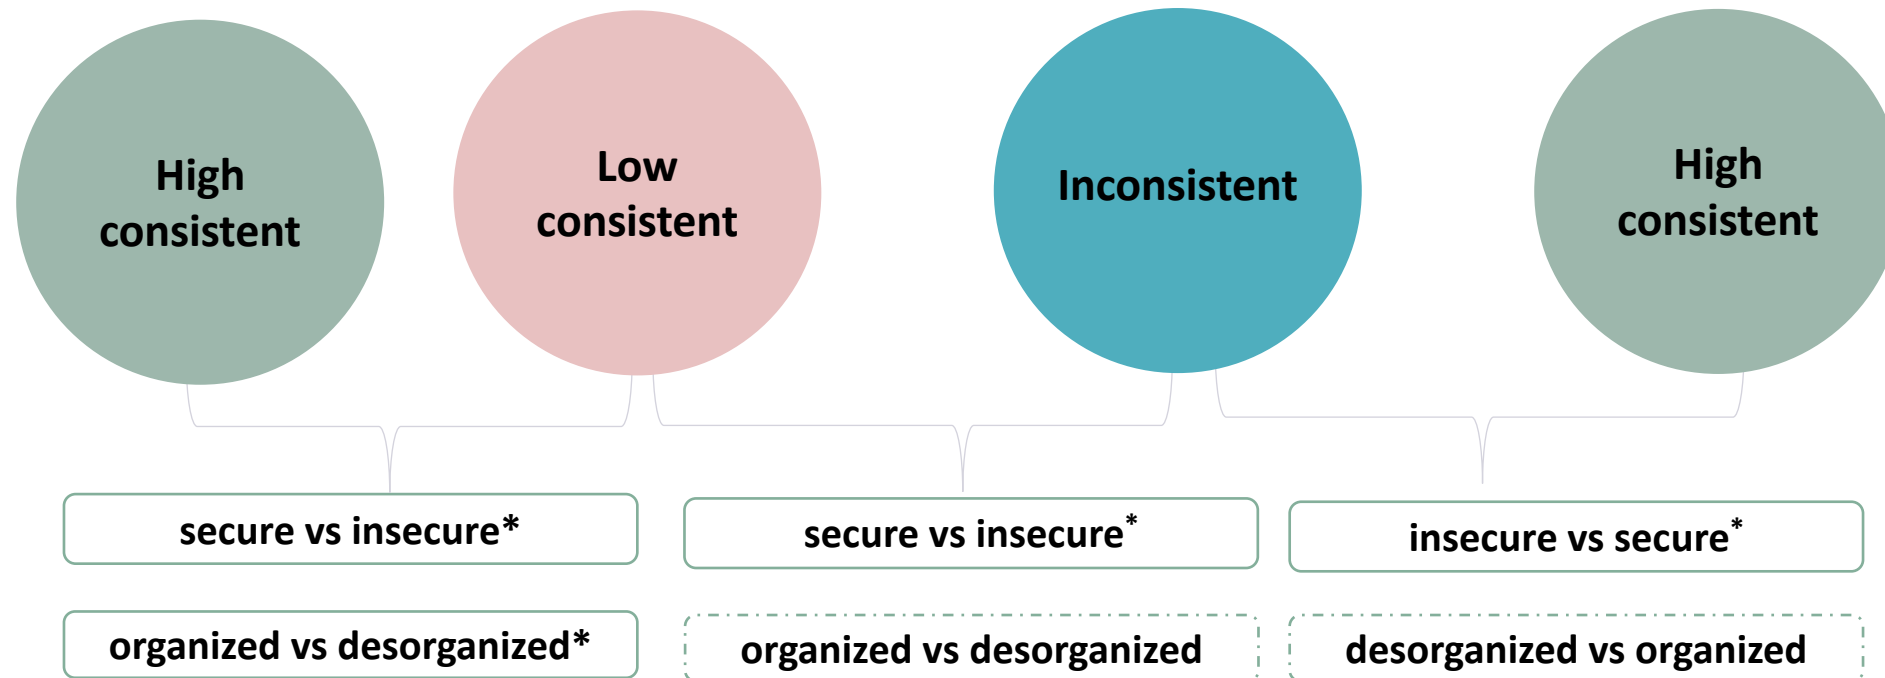 High
consistent
Low
consistent
Inconsistent
High
consistent
secure vs insecure*
secure vs insecure*
insecure vs secure*
organized vs desorganized*
organized vs desorganized
desorganized vs organized